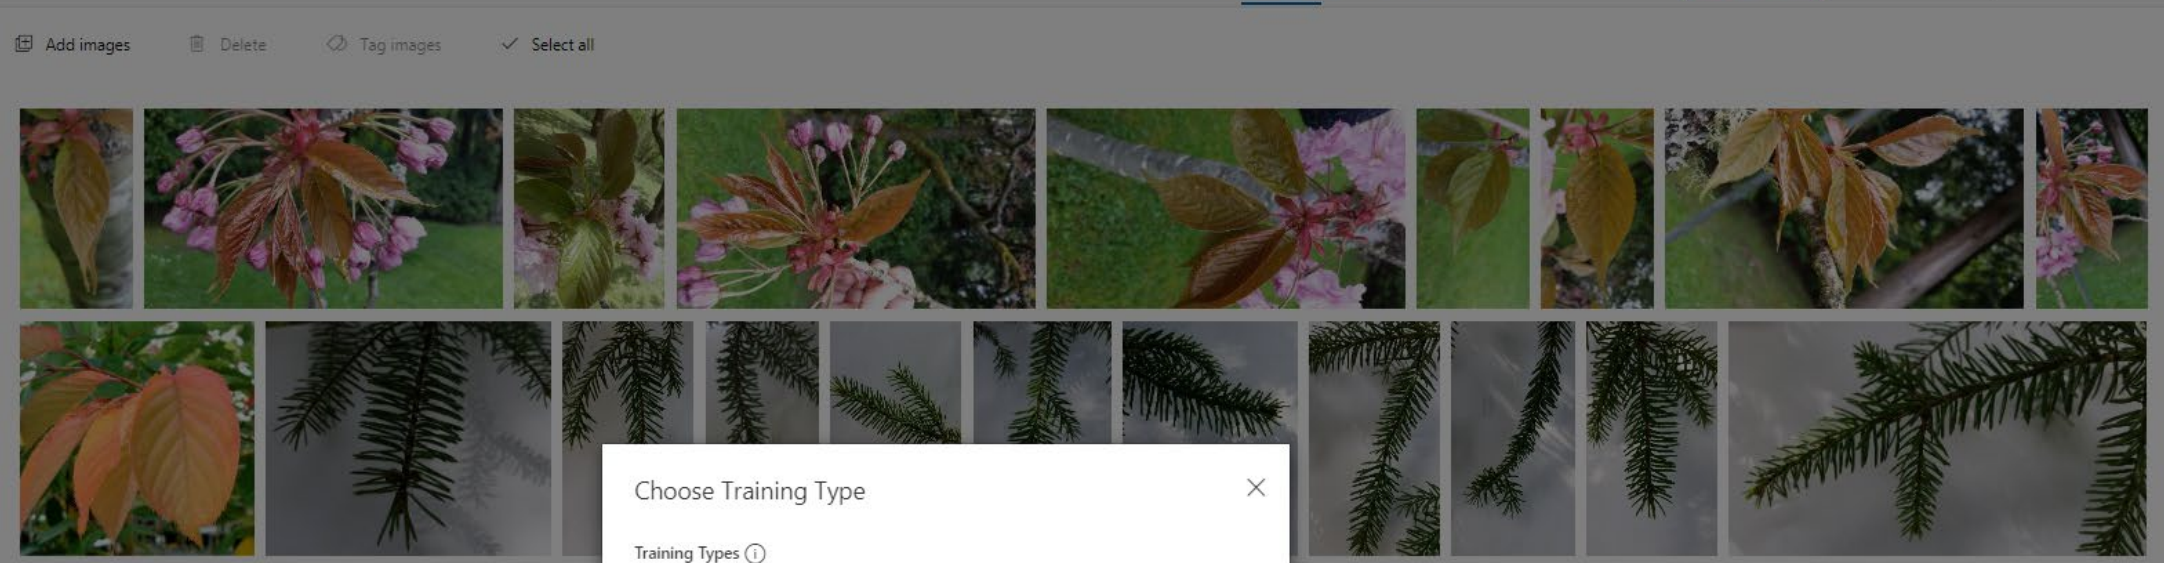 Add images Delete Tag images Select all
Choose Training Type
Training Types